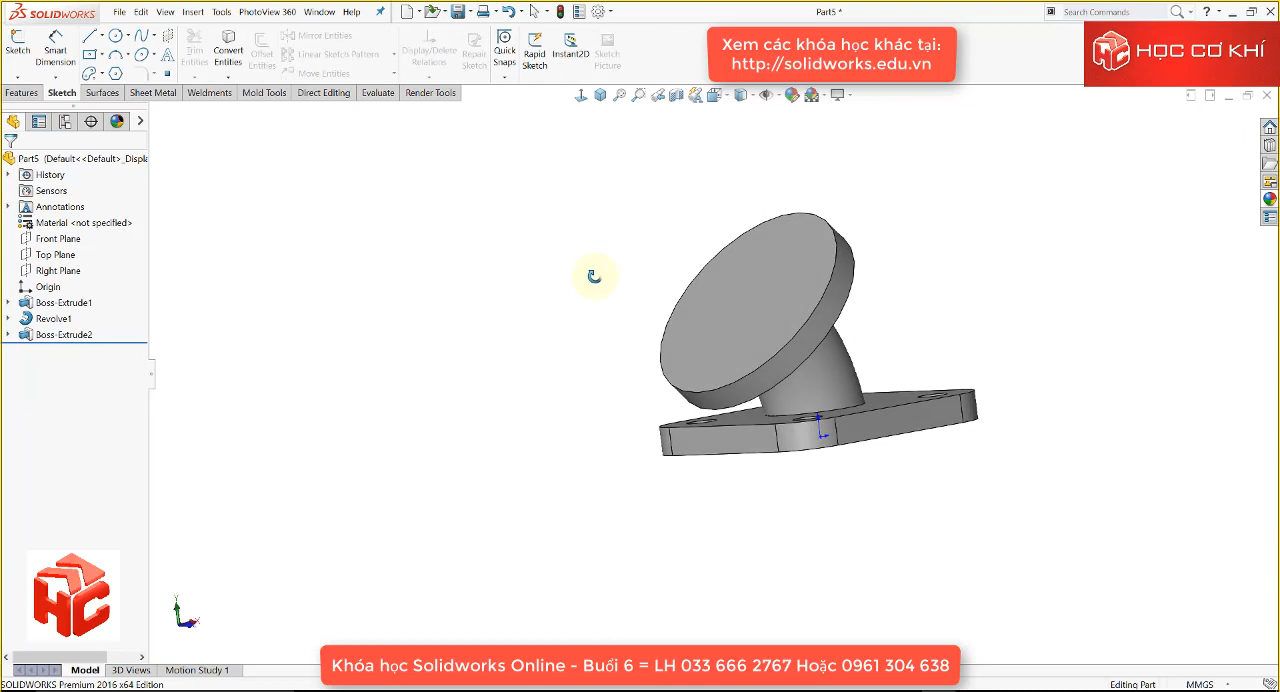 SOLIDWORKS
File Edit View Insert Tools PhotoView 360 Window Help
Part5 *
Search Commands
Sketch
Smart Dimension
Trim Entities
Convert Entities
Offset Entities
Mirror Entities
Linear Sketch Pattern
Move Entities
Display/Delete Relations
Repair Sketch
Quick Snaps
Rapid Sketch
Instant2D
Sketch Picture
Xem các khóa học khác tại:
http://solidworks.edu.vn
HỌC CƠ KHÍ
Features Sketch Surfaces Sheet Metal Weldments Mold Tools Direct Editing Evaluate Render Tools
Part5 (Default<<Default>_Displa
History
Sensors
Annotations
Material <not specified>
Front Plane
Top Plane
Right Plane
Origin
Boss-Extrude1
Revolve1
Boss-Extrude2
HC
Y
X
Model 3D Views Motion Study 1
Khóa học Solidworks Online - Buổi 6 = LH 033 666 2767 Hoặc 0961 304 638
SOLIDWORKS Premium 2016 x64 Edition
Editing Part
MMGS